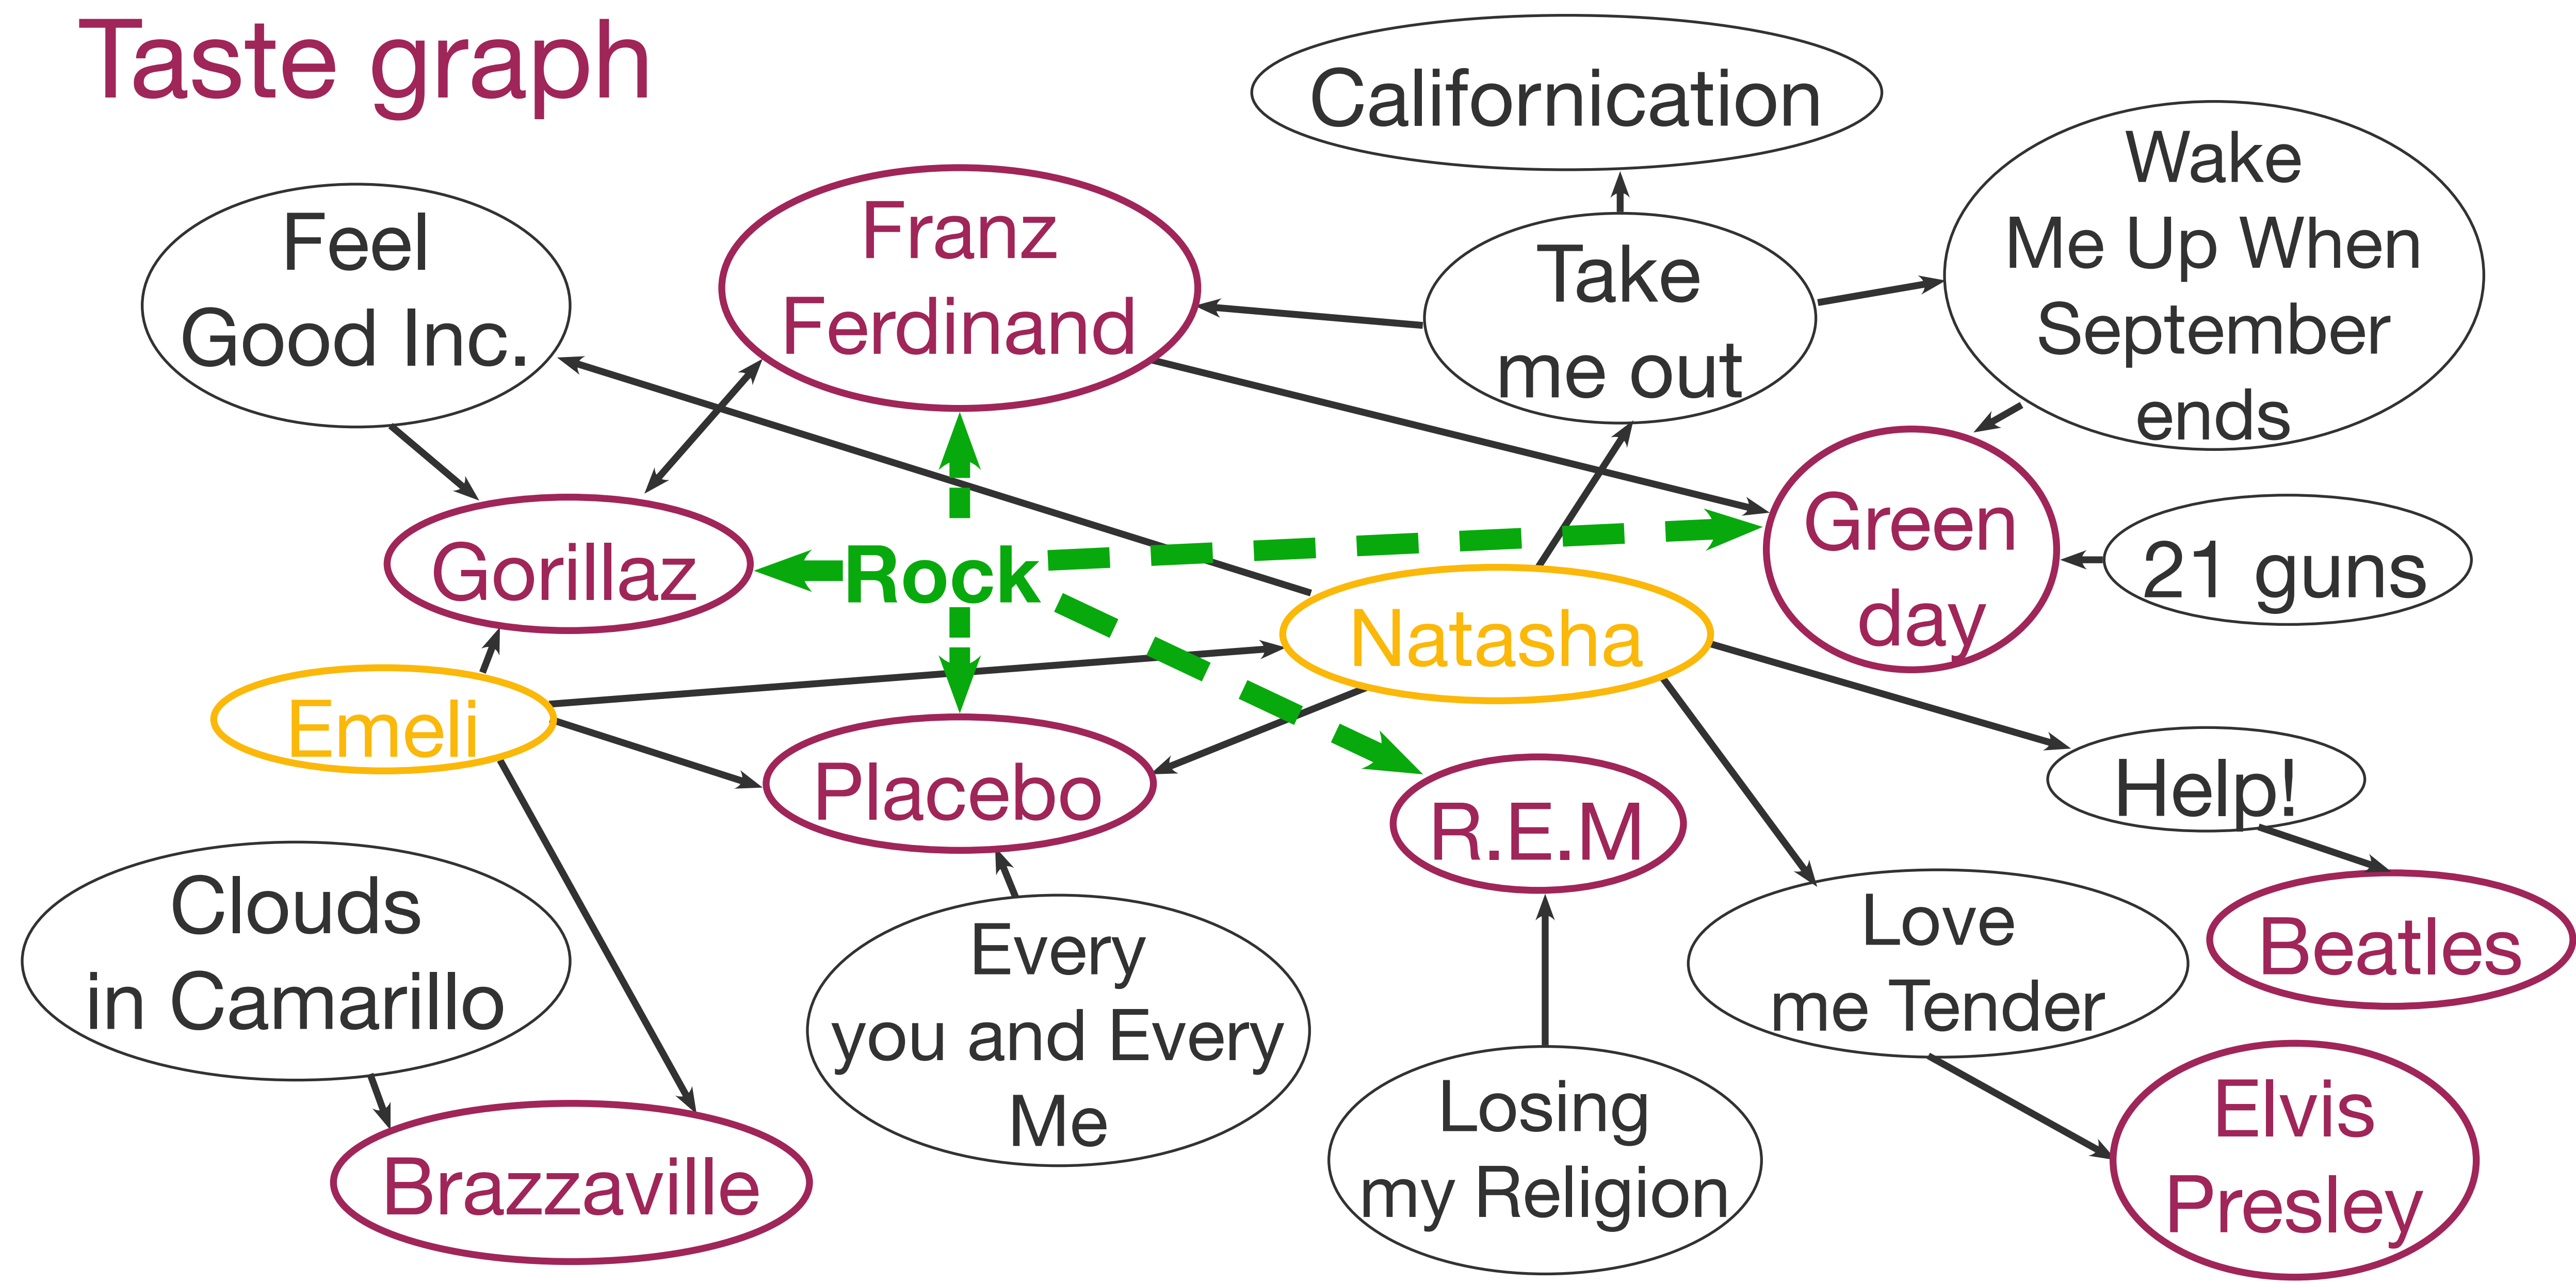 Taste graph
Californication
Wake
Me Up When
September
ends
Feel
Good Inc.
Franz
Ferdinand
Take
me out
Green
day
21 guns
Gorillaz
Rock
Natasha
Emeli
Placebo
R.E.M
Help!
Clouds
in Camarillo
Every
you and Every
Me
Love
me Tender
Beatles
Brazzaville
Losing
my Religion
Elvis
Presley